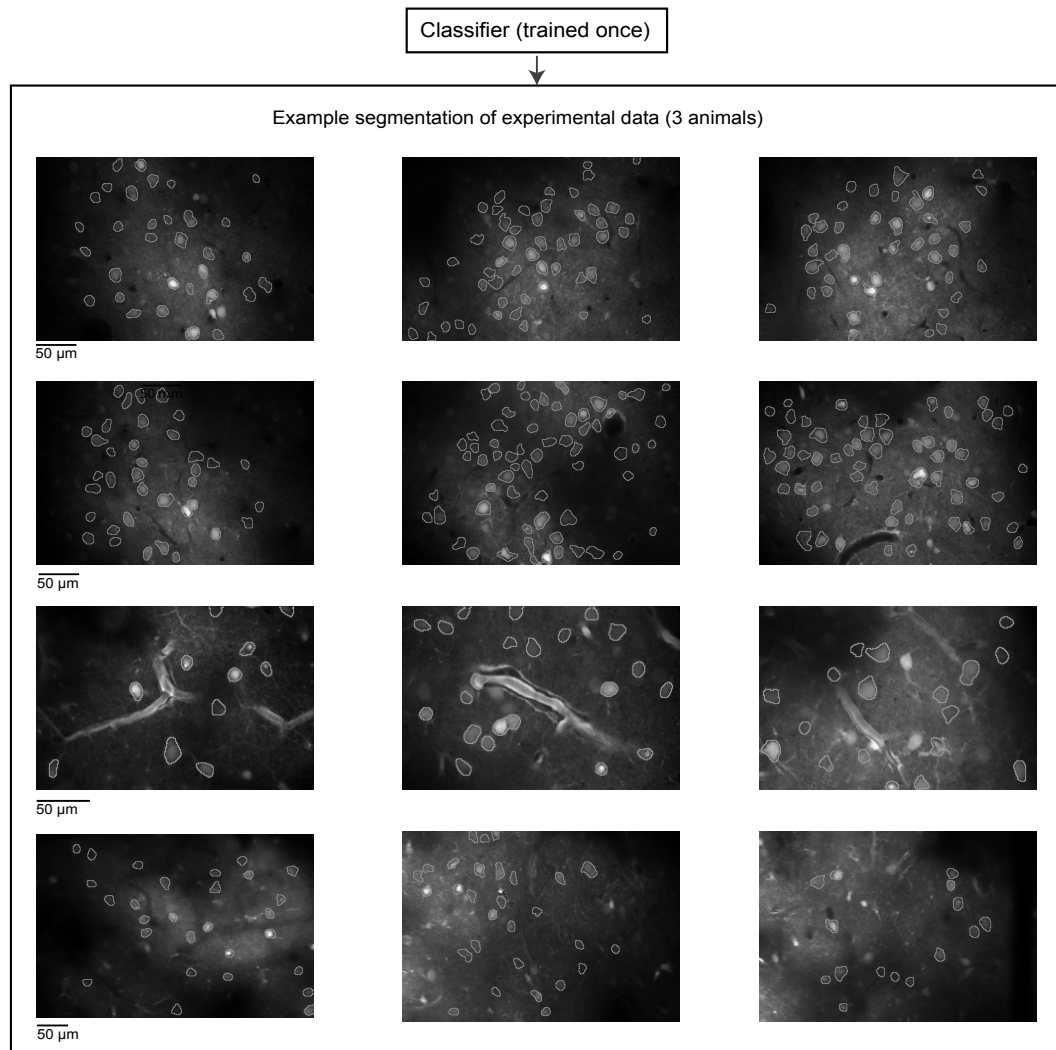 Classifier (trained once)
Example segmentation of experimental data (3 animals)
50 µm
50 mm
50 µm
50 µm
50 µm